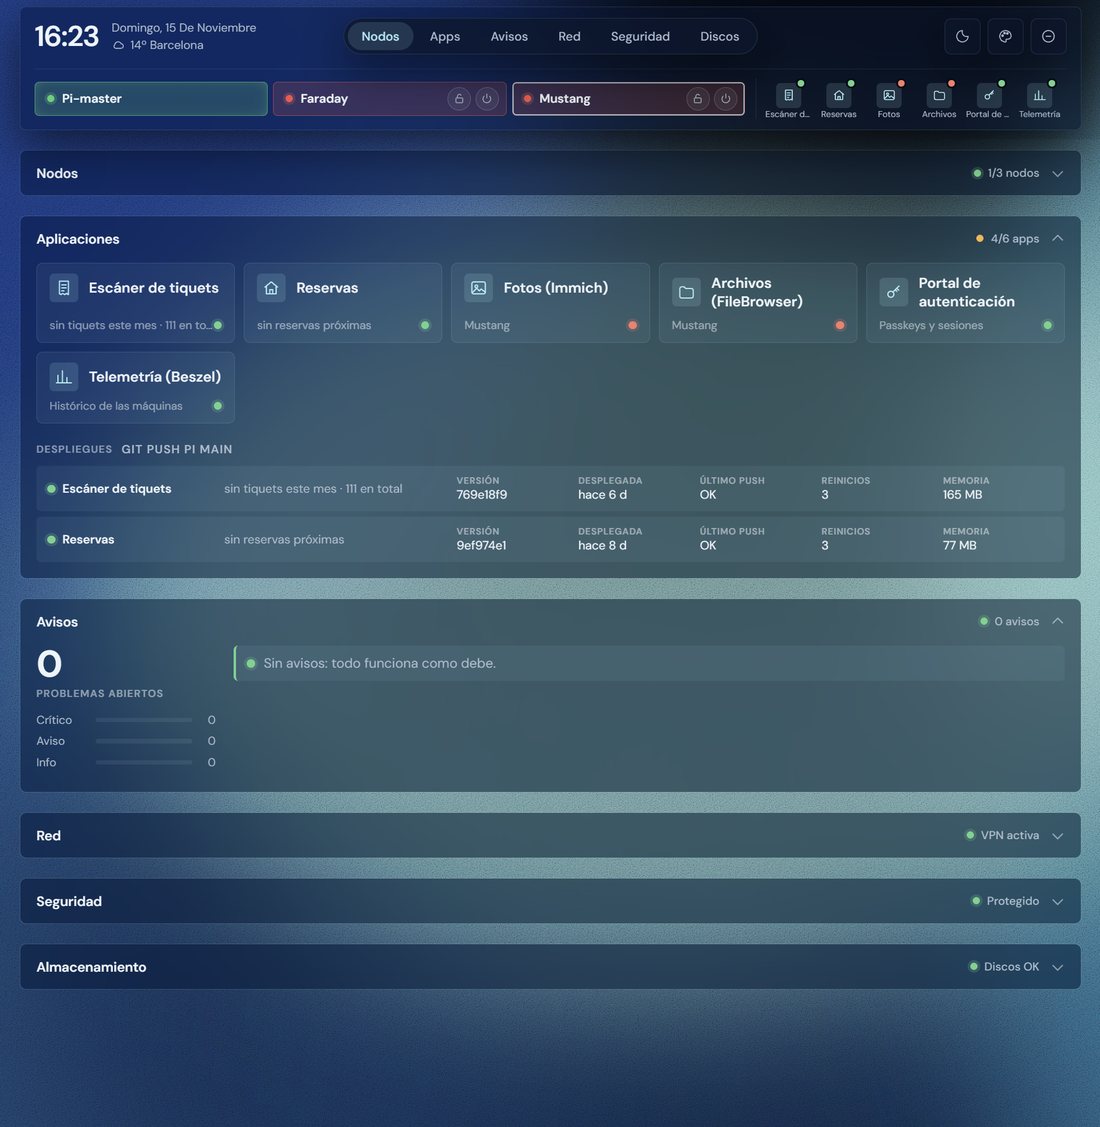 16:23
Domingo, 15 De Noviembre
14º Barcelona
Nodos
Apps
Avisos
Red
Seguridad
Discos
Pi-master
Faraday
Mustang
Escáner d...
Reservas
Fotos
Archivos
Portal de ...
Telemetría
Nodos
1/3 nodos
Aplicaciones
4/6 apps
Escáner de tiquets
sin tiquets este mes · 111 en to...
Reservas
sin reservas próximas
Fotos (Immich)
Mustang
Archivos
(FileBrowser)
Mustang
Portal de
autenticación
Passkeys y sesiones
Telemetría (Beszel)
Histórico de las máquinas
DESPLIEGUES GIT PUSH PI MAIN
Escáner de tiquets
sin tiquets este mes · 111 en total
VERSIÓN
769e18f9
DESPLEGADA
hace 6 d
ÚLTIMO PUSH
OK
REINICIOS
3
MEMORIA
165 MB
Reservas
sin reservas próximas
VERSIÓN
9ef974e1
DESPLEGADA
hace 8 d
ÚLTIMO PUSH
OK
REINICIOS
3
MEMORIA
77 MB
Avisos
0 avisos
0
PROBLEMAS ABIERTOS
Crítico 0
Aviso 0
Info 0
Sin avisos: todo funciona como debe.
Red
VPN activa
Seguridad
Protegido
Almacenamiento
Discos OK